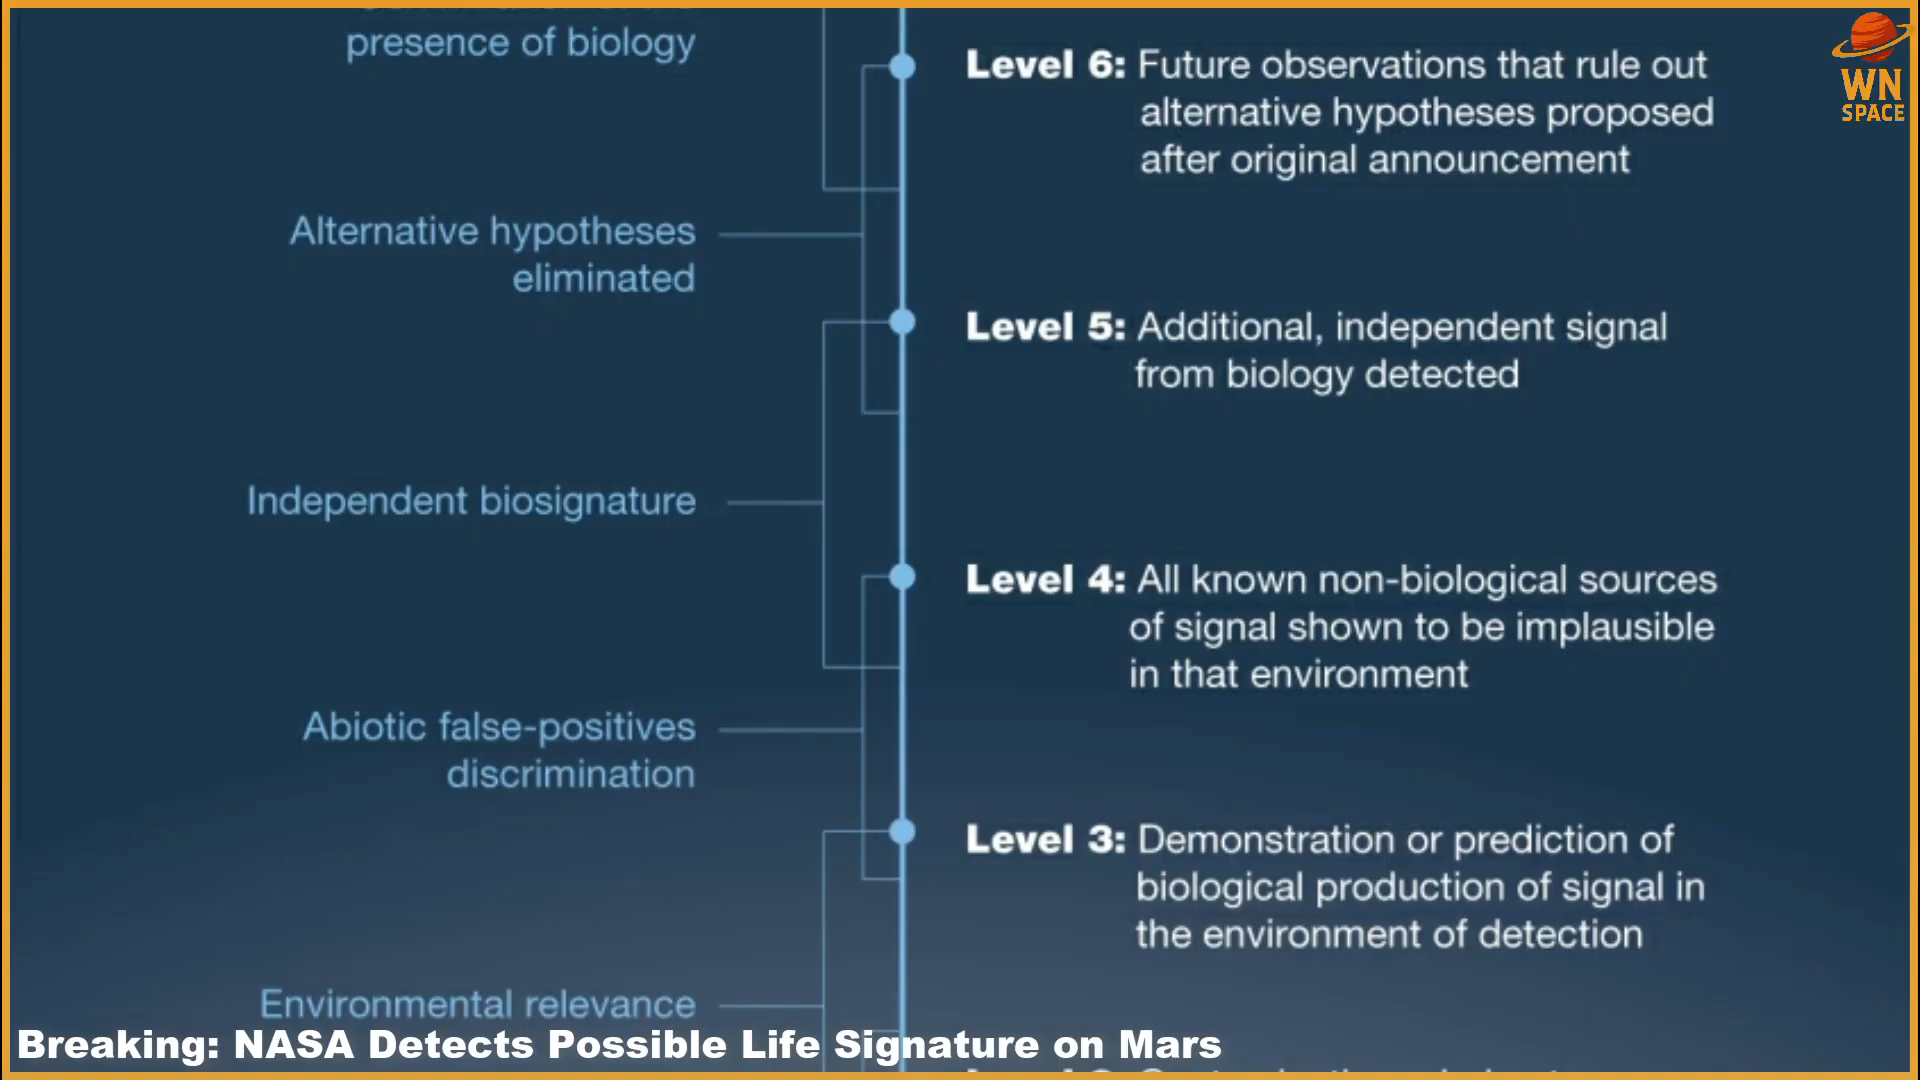 presence of biology
Level 6: Future observations that rule out
alternative hypotheses proposed
after original announcement
WN
SPACE
Alternative hypotheses
eliminated
Level 5: Additional, independent signal
from biology detected
Independent biosignature
Level 4: All known non-biological sources
of signal shown to be implausible
in that environment
Abiotic false-positives
discrimination
Level 3: Demonstration or prediction of
biological production of signal in
the environment of detection
Environmental relevance
Breaking: NASA Detects Possible Life Signature on Mars